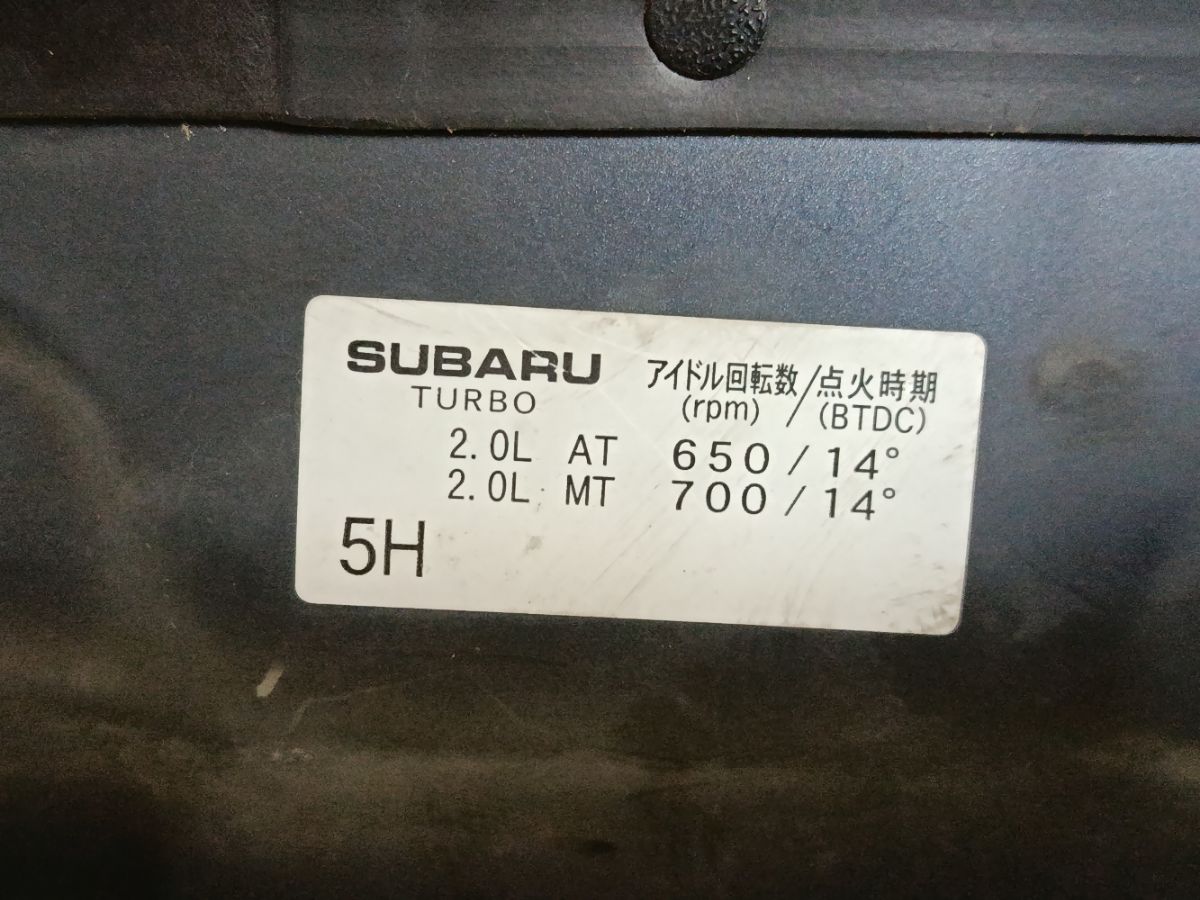 SUBARU アイドル回転数/点火時期
TURBO (rpm) (BTDC)
2.0L AT 650/14°
2.0L MT 700/14°
5H